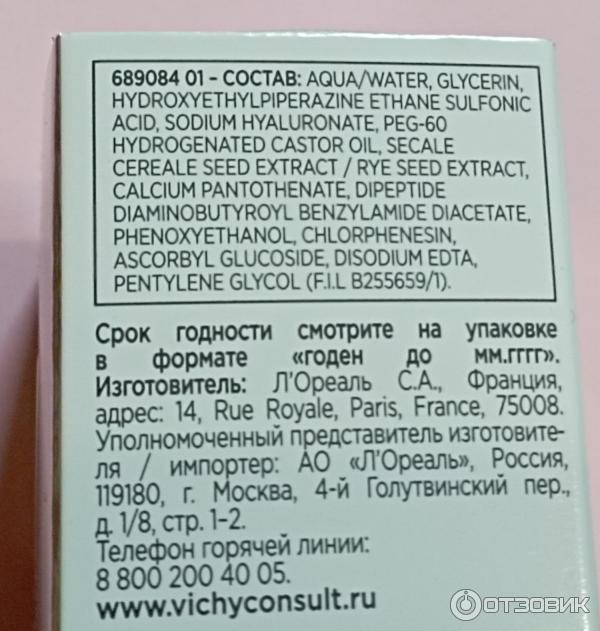 689084 01 - СОСТАВ: AQUA/WATER, GLYCERIN,
HYDROXYETHYLPIPERAZINE ETHANE SULFONIC
ACID, SODIUM HYALURONATE, PEG-60
HYDROGENATED CASTOR OIL, SECALE
CEREALE SEED EXTRACT / RYE SEED EXTRACT,
CALCIUM PANTOTHENATE, DIPEPTIDE
DIAMINOBUTYROYL BENZYLAMIDE DIACETATE,
PHENOXYETHANOL, CHLORPHENESIN,
ASCORBYL GLUCOSIDE, DISODIUM EDTA,
PENTYLENE GLYCOL (F.I.L B255659/1).
Срок годности смотрите на упаковке
в формате «годен до мм.гггг».
Изготовитель: Л'Ореаль С.А., Франция,
адрес: 14, Rue Royale, Paris, France, 75008.
Уполномоченный представитель изготовите-
ля / импортер: АО «Л'Ореаль», Россия,
119180, г. Москва, 4-й Голутвинский пер.,
д. 1/8, стр. 1-2.
Телефон горячей линии:
8 800 200 40 05.
www.vichyconsult.ru
ОТЗОВИК